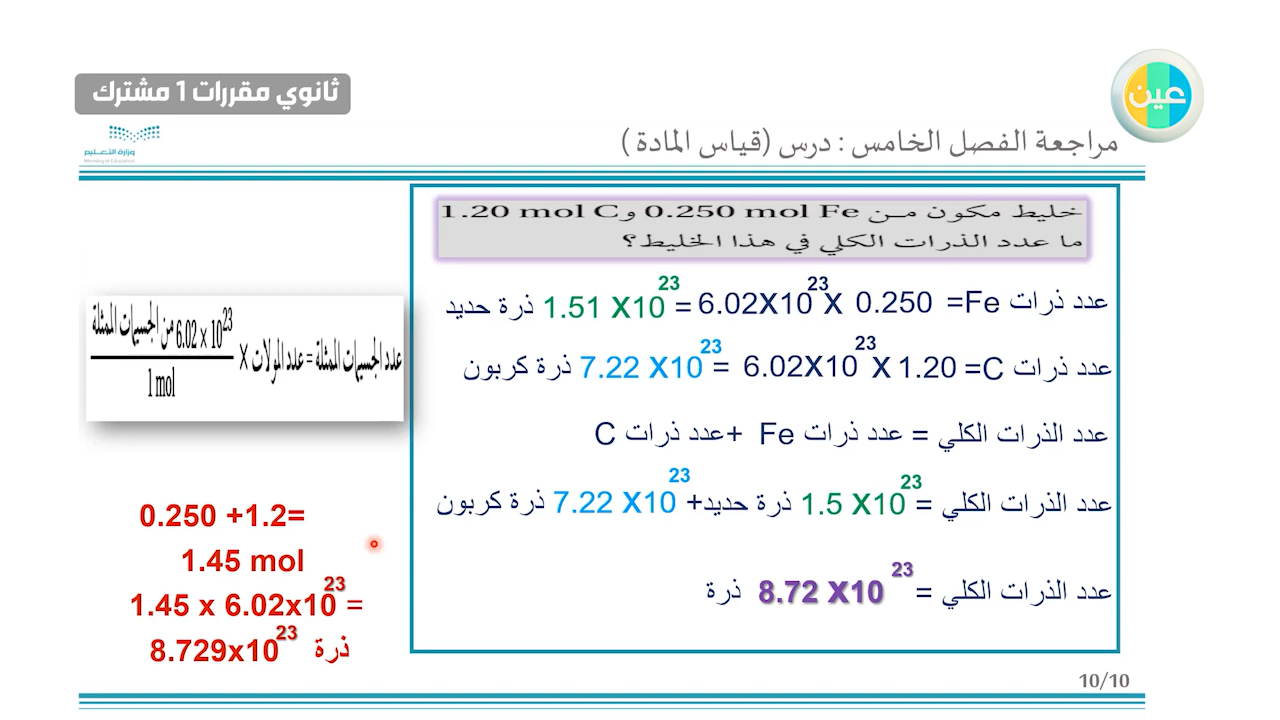 ثانوي مقررات 1 مشترك
عين
وزارة التعليم
Ministry of Education
مراجعة الفصل الخامس : درس (قياس المادة )
خليط مكون من 0.250 mol Fe و 1.20 mol C
ما عدد الذرات الكلي في هذا الخليط؟
عدد ذرات Fe= 0.250 X 6.02X10²³ = 1.51 X10²³ ذرة حديد
عدد ذرات C= 1.20 X 6.02X10²³ = 7.22 X10²³ ذرة كربون
عدد الذرات الكلي = عدد ذرات Fe +عدد ذرات C
عدد الذرات الكلي = 1.5 X10²³ ذرة حديد+ 7.22 X10²³ ذرة كربون
عدد الذرات الكلي = 8.72 X10²³ ذرة
6.02 x 10²³ من الجسيمات الممثلة
عدد الجسيمات الممثلة = عدد المولات X
1 mol
0.250 +1.2=
1.45 mol
1.45 x 6.02x10²³ =
8.729x10²³ ذرة
10/10